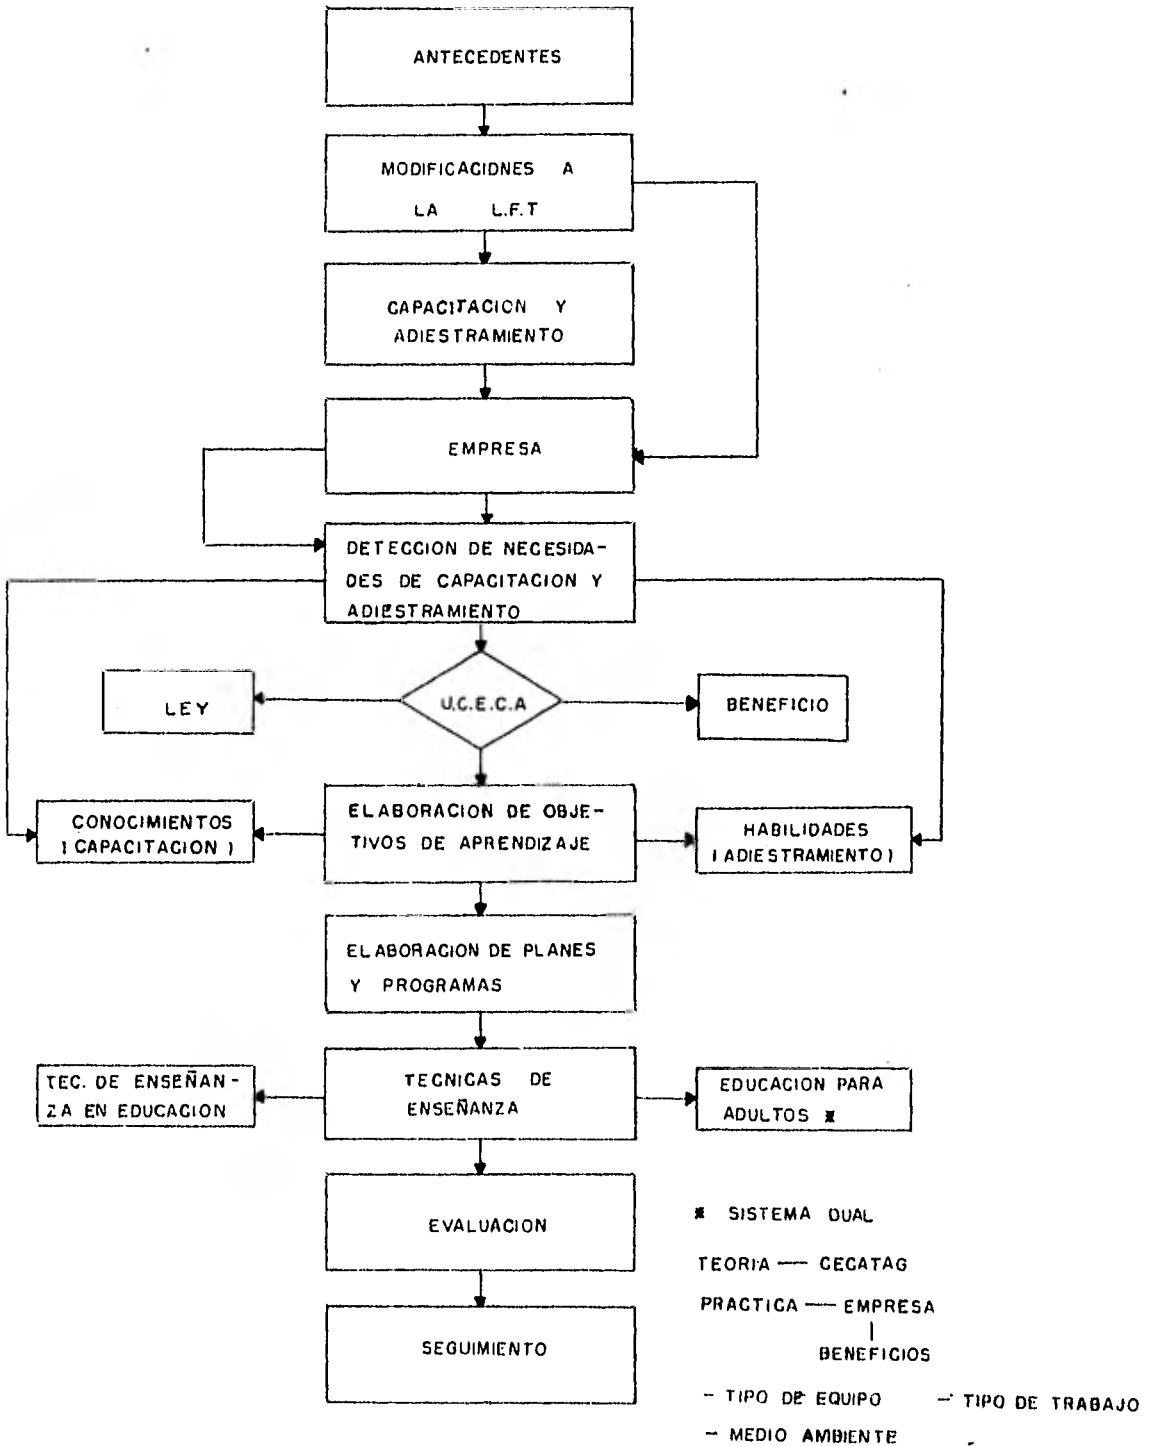 ANTECEDENTES
MODIFICACIONES A
LA L.F.T
CAPACITACION Y
ADIESTRAMIENTO
EMPRESA
DETECCION DE NECESIDA-
DES DE CAPACITACION Y
ADIESTRAMIENTO
LEY
U.C.E.C.A
BENEFICIO
CONOCIMIENTOS
(CAPACITACION)
ELABORACION DE OBJE-
TIVOS DE APRENDIZAJE
HABILIDADES
(ADIESTRAMIENTO)
ELABORACION DE PLANES
Y PROGRAMAS
TEC. DE ENSEÑAN-
ZA EN EDUCACION
TECNICAS DE
ENSEÑANZA
EDUCACION PARA
ADULTOS *
EVALUACION
SEGUIMIENTO
* SISTEMA DUAL
TEORIA — CECATAG
PRACTICA — EMPRESA
BENEFICIOS
- TIPO DE EQUIPO - TIPO DE TRABAJO
- MEDIO AMBIENTE